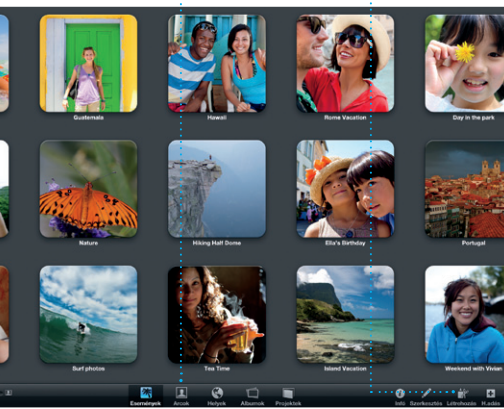 Guatemala
Hawaii
Rome Vacation
Day in the park
Nature
Hiking Half Dome
Ella's Birthday
Portugal
Surf photos
Tea Time
Island Vacation
Weekend with Vivian
Események Arcok Helyek Albumok Projektek Infó Szerkesztés Létrehozás